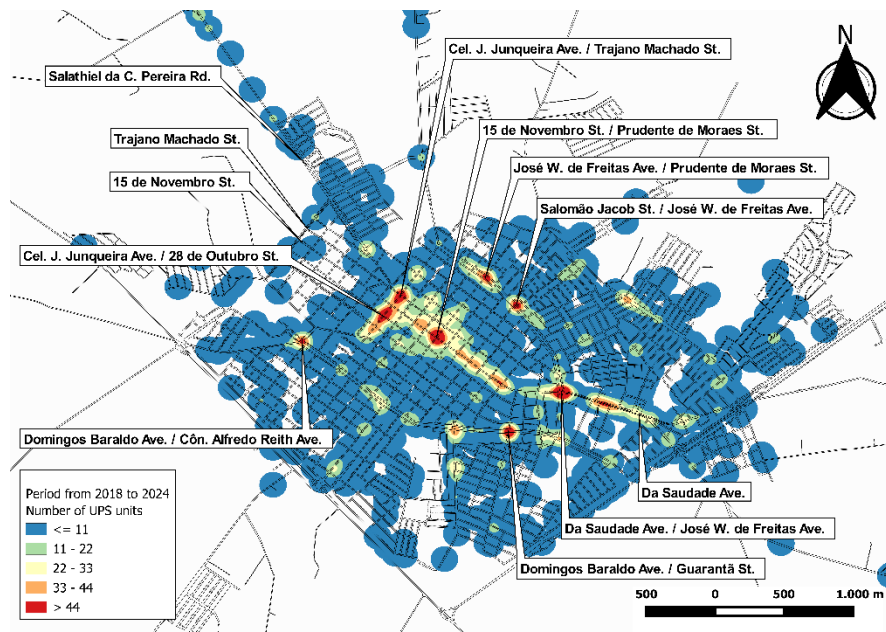 N
Cel. J. Junqueira Ave. / Trajano Machado St.
Salathiel da C. Pereira Rd.
15 de Novembro St. / Prudente de Moraes St.
Trajano Machado St.
José W. de Freitas Ave. / Prudente de Moraes St.
15 de Novembro St.
Salomão Jacob St. / José W. de Freitas Ave.
Cel. J. Junqueira Ave. / 28 de Outubro St.
Domingos Baraldo Ave. / Côn. Alfredo Reith Ave.
Da Saudade Ave.
Da Saudade Ave. / José W. de Freitas Ave.
Domingos Baraldo Ave. / Guarantã St.
Period from 2018 to 2024
Number of UPS units
<= 11
11 - 22
22 - 33
33 - 44
> 44
500 0 500 1.000 m